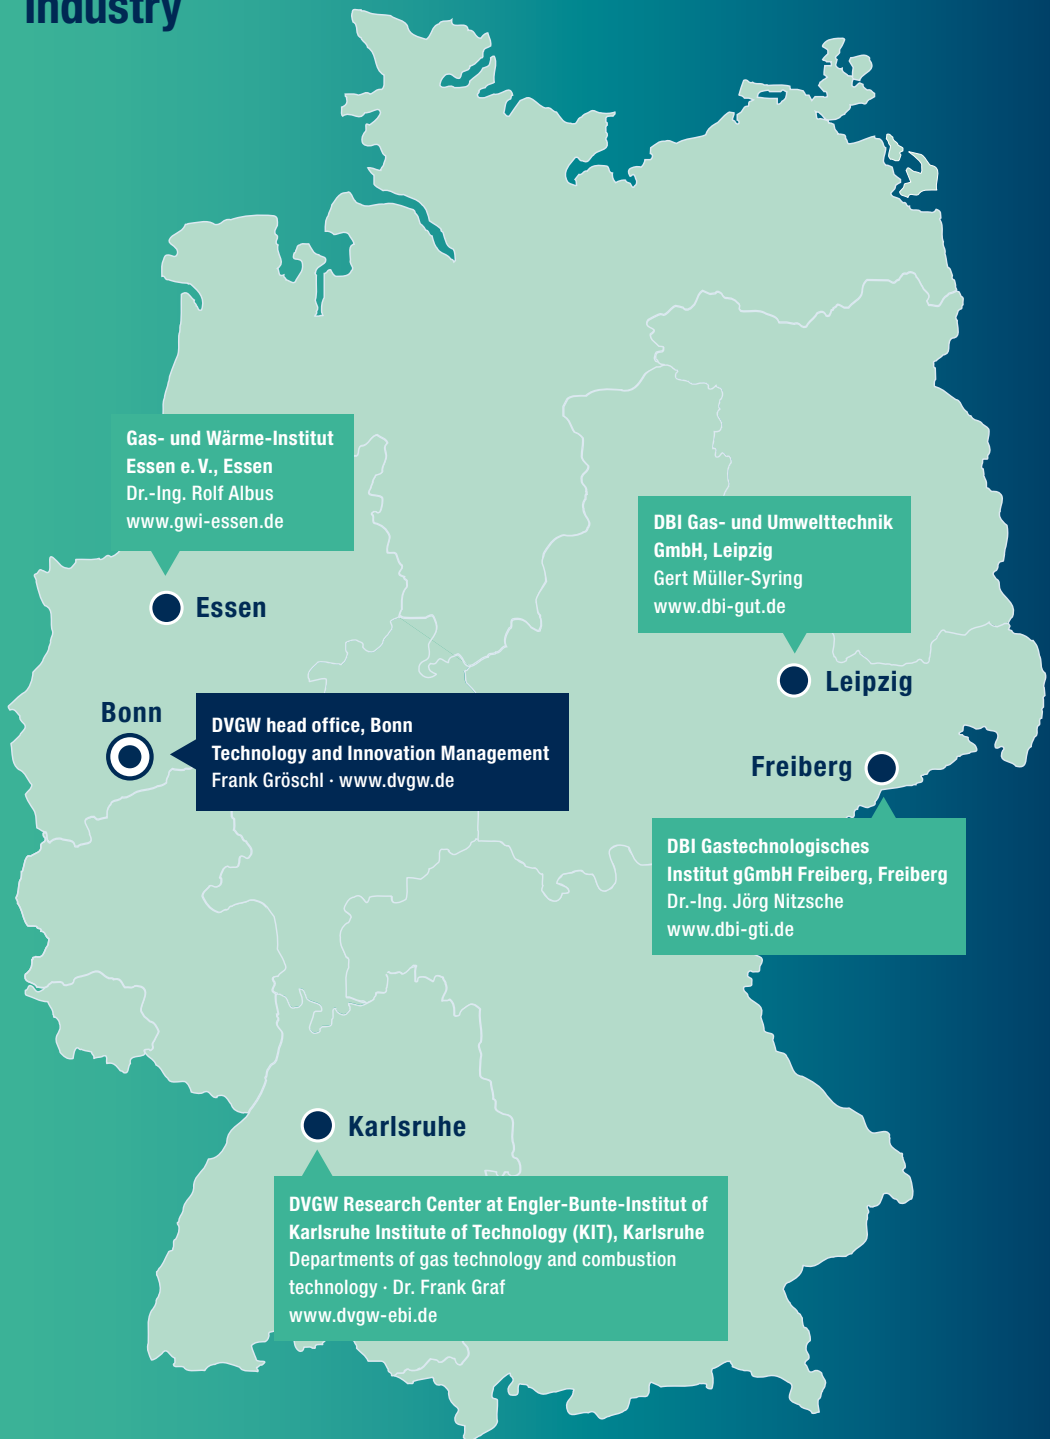 Industry
Gas- und Wärme-Institut
Essen e. V., Essen
Dr.-Ing. Rolf Albus
www.gwi-essen.de
Essen
DBI Gas- und Umwelttechnik
GmbH, Leipzig
Gert Müller-Syring
www.dbi-gut.de
Leipzig
Bonn
DVGW head office, Bonn
Technology and Innovation Management
Frank Gröschl · www.dvgw.de
Freiberg
DBI Gastechnologisches
Institut gGmbH Freiberg, Freiberg
Dr.-Ing. Jörg Nitzsche
www.dbi-gti.de
Karlsruhe
DVGW Research Center at Engler-Bunte-Institut of
Karlsruhe Institute of Technology (KIT), Karlsruhe
Departments of gas technology and combustion
technology · Dr. Frank Graf
www.dvgw-ebi.de